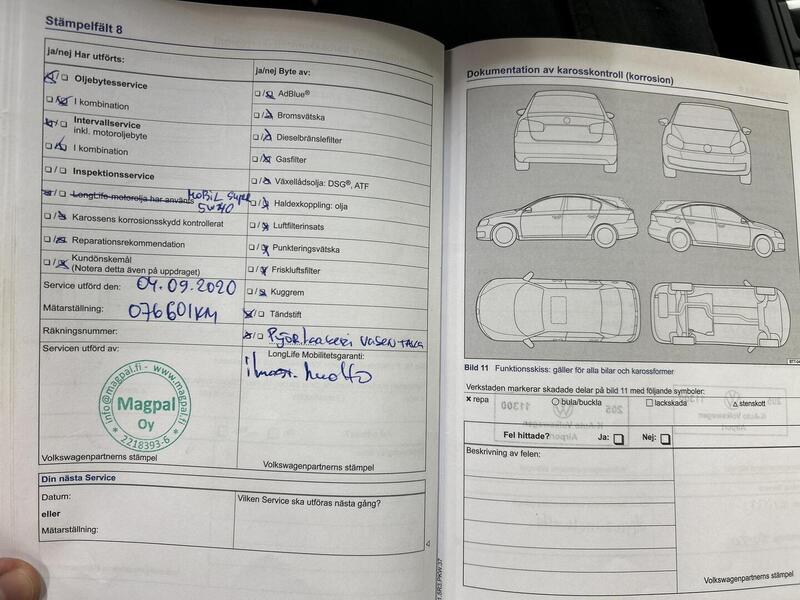 Stämpelfält 8
ja/nej Har utförts:
☐/☐ Oljebytesservice
☐/☐ I kombination
☐/☐ Intervallservice
inkl. motoroljebyte
☐/☐ I kombination
☐/☐ Inspektionsservice
☐/☐ LongLife-motorolja har använts MOBIL Super
5W40
☐/☐ Karossens korrosionsskydd kontrollerat
☐/☐ Reparationsrekommendation
☐/☐ Kundönskemål
(Notera detta även på uppdraget)
Service utförd den: 04.09.2020
Mätarställning: 076601KM
Räkningsnummer:
Servicen utförd av:
info@magpal.fi - www.magpal.fi
Magpal
Oy
* 2218393-6 *
Volkswagenpartnerns stämpel
ja/nej Byte av:
☐/☐ AdBlue®
☐/☐ Bromsvätska
☐/☐ Dieselbränslefilter
☐/☐ Gasfilter
☐/☐ Växellådsolja: DSG®, ATF
☐/☐ Haldexkoppling: olja
☐/☐ Luftfilterinsats
☐/☐ Punkteringsvätska
☐/☐ Friskluftsfilter
☐/☐ Kuggrem
☐/☐ Tändstift
☐/☐
LongLife Mobilitetsgaranti:
Volkswagenpartnerns stämpel
Din nästa Service
Datum:
eller
Mätarställning:
Vilken Service ska utföras nästa gång?
Dokumentation av karosskontroll (korrosion)
Bild 11 Funktionsskiss: gäller för alla bilar och karossformer
Verkstaden markerar skadade delar på bild 11 med följande symboler:
× repa ○ bula/buckla □ lackskada △ stenskott
Fel hittade? Ja: ☐ Nej: ☐
Beskrivning av felen:
Volkswagenpartnerns stämpel